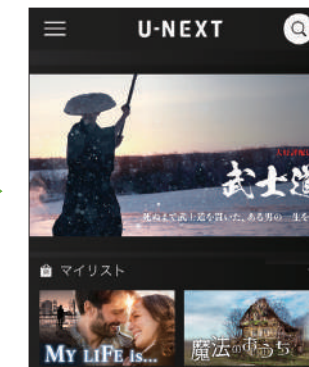 U-NEXT
武士道
死ぬまで武士道を貫いた、ある男の一生を
マイリスト
MY LiFE is...
魔法のおうち